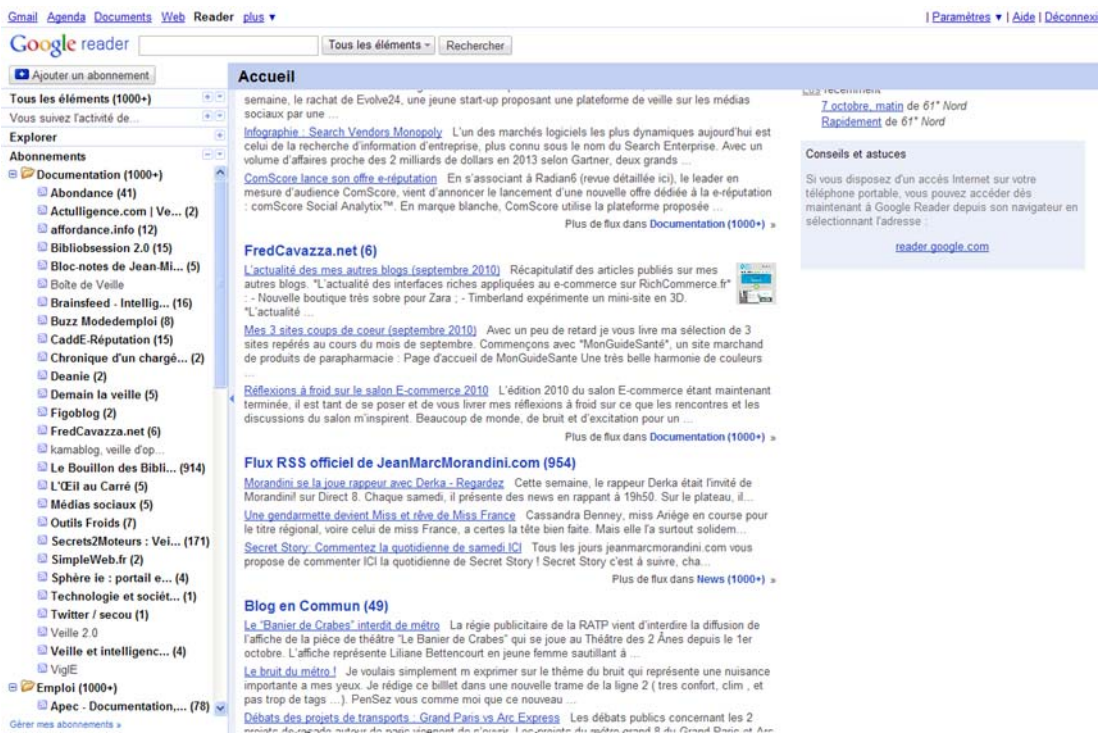 Gmail Agenda Documents Web Reader plus ▼
| Paramètres ▼ | Aide | Déconnexi
Google reader
Tous les éléments
Rechercher
Ajouter un abonnement
Tous les éléments (1000+)
Vous suivez l'activité de...
Explorer
Abonnements
Documentation (1000+)
Abondance (41)
Actulligence.com | Ve... (2)
affordance.info (12)
Bibliobsession 2.0 (15)
Bloc-notes de Jean-Mi... (5)
Boîte de Veille
Brainsfeed - Intellig... (16)
Buzz Modedemploi (8)
CaddE-Réputation (15)
Chronique d'un chargé... (2)
Deanie (2)
Demain la veille (5)
Figoblog (2)
FredCavazza.net (6)
kamablog, veille d'op...
Le Bouillon des Bibli... (914)
L'Œil au Carré (5)
Médias sociaux (5)
Outils Froids (7)
Secrets2Moteurs : Vei... (171)
SimpleWeb.fr (2)
Sphère ie : portail e... (4)
Technologie et sociét... (1)
Twitter / secou (1)
Veille 2.0
Veille et intelligenc... (4)
ViglE
Emploi (1000+)
Apec - Documentation,... (78)
Gérer mes abonnements »
Accueil
semaine, le rachat de Evolve24, une jeune start-up proposant une plateforme de veille sur les médias
sociaux par une ...
Infographie : Search Vendors Monopoly L'un des marchés logiciels les plus dynamiques aujourd'hui est
celui de la recherche d'information d'entreprise, plus connu sous le nom du Search Enterprise. Avec un
volume d'affaires proche des 2 milliards de dollars en 2013 selon Gartner, deux grands ...
ComScore lance son offre e-réputation En s'associant à Radian6 (revue détaillée ici), le leader en
mesure d'audience ComScore, vient d'annoncer le lancement d'une nouvelle offre dédiée à la e-réputation
: comScore Social Analytix™. En marque blanche, ComScore utilise la plateforme proposée ...
Plus de flux dans Documentation (1000+) »
FredCavazza.net (6)
L'actualité des mes autres blogs (septembre 2010) Récapitulatif des articles publiés sur mes
autres blogs. *L'actualité des interfaces riches appliquées au e-commerce sur RichCommerce.fr*
: - Nouvelle boutique très sobre pour Zara ; - Timberland expérimente un mini-site en 3D.
*L'actualité ...
Mes 3 sites coups de coeur (septembre 2010) Avec un peu de retard je vous livre ma sélection de 3
sites repérés au cours du mois de septembre. Commençons avec *MonGuideSanté*, un site marchand
de produits de parapharmacie : Page d'accueil de MonGuideSante Une très belle harmonie de couleurs
...
Réflexions à froid sur le salon E-commerce 2010 L'édition 2010 du salon E-commerce étant maintenant
terminée, il est tant de se poser et de vous livrer mes réflexions à froid sur ce que les rencontres et les
discussions du salon m'inspirent. Beaucoup de monde, de bruit et d'excitation pour un ...
Plus de flux dans Documentation (1000+) »
Flux RSS officiel de JeanMarcMorandini.com (954)
Morandini se la joue rappeur avec Derka - Regardez Cette semaine, le rappeur Derka était l'invité de
Morandini! sur Direct 8. Chaque samedi, il présente des news en rappant à 19h50. Sur le plateau, il...
Une gendarmette devient Miss et rêve de Miss France Cassandra Benney, miss Ariège en course pour
le titre régional, voire celui de miss France, a certes la tête bien faite. Mais elle l'a surtout solidem...
Secret Story: Commentez la quotidienne de samedi ICI Tous les jours jeanmarcmorandini.com vous
propose de commenter ICI la quotidienne de Secret Story ! Secret Story c'est à suivre, cha...
Plus de flux dans News (1000+) »
Blog en Commun (49)
Le "Banier de Crabes" interdit de métro La régie publicitaire de la RATP vient d'interdire la diffusion de
l'affiche de la pièce de théâtre "Le Banier de Crabes" qui se joue au Théâtre des 2 Ânes depuis le 1er
octobre. L'affiche représente Liliane Bettencourt en jeune femme sautillant à ...
Le bruit du métro ! Je voulais simplement m exprimer sur le thème du bruit qui représente une nuisance
importante a mes yeux. Je rédige ce billlet dans une nouvelle trame de la ligne 2 ( tres confort, clim , et
pas trop de tags ...). PenSez vous comme moi que ce nouveau ...
Débats des projets de transports : Grand Paris vs Arc Express Les débats publics concernant les 2
Lus récemment
7 octobre, matin de 61° Nord
Rapidement de 61° Nord
Conseils et astuces
Si vous disposez d'un accès Internet sur votre
téléphone portable, vous pouvez accéder dès
maintenant à Google Reader depuis son navigateur en
sélectionnant l'adresse :
reader.google.com